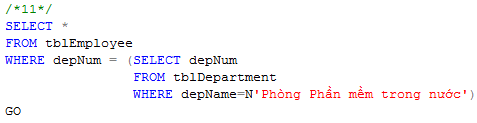 /*11*/
SELECT *
FROM tblEmployee
WHERE depNum = (SELECT depNum
FROM tblDepartment
WHERE depName=N'Phòng Phần mềm trong nước')
GO